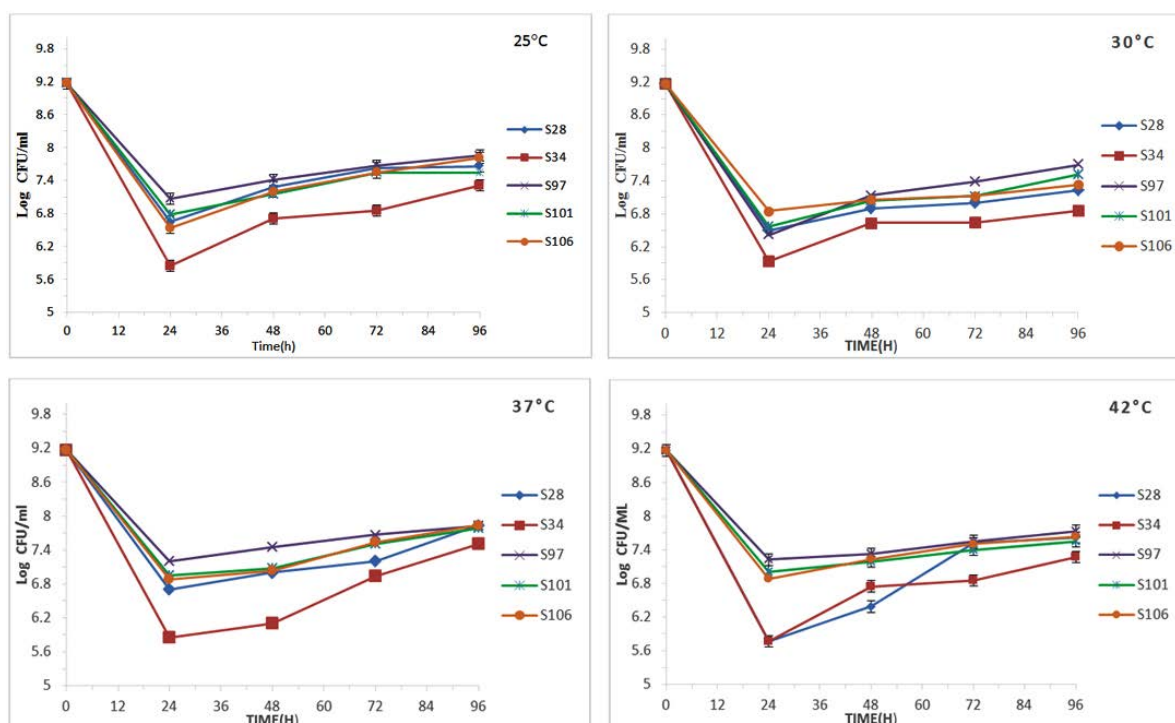 25°C
9.8
9.2
8.6
8
7.4
6.8
6.2
5.6
5
Log CFU/ml
0 12 24 36 48 60 72 84 96
Time(h)
S28
S34
S97
S101
S106
30°C
9.8
9.2
8.6
8
7.4
6.8
6.2
5.6
5
Log CFU/ml
0 12 24 36 48 60 72 84 96
TIME(H)
S28
S34
S97
S101
S106
37°C
9.8
9.2
8.6
8
7.4
6.8
6.2
5.6
5
Log CFU/ml
0 12 24 36 48 60 72 84 96
TIME(H)
S28
S34
S97
S101
S106
42°C
9.8
9.2
8.6
8
7.4
6.8
6.2
5.6
5
Log CFU/ML
0 12 24 36 48 60 72 84 96
TIME(H)
S28
S34
S97
S101
S106